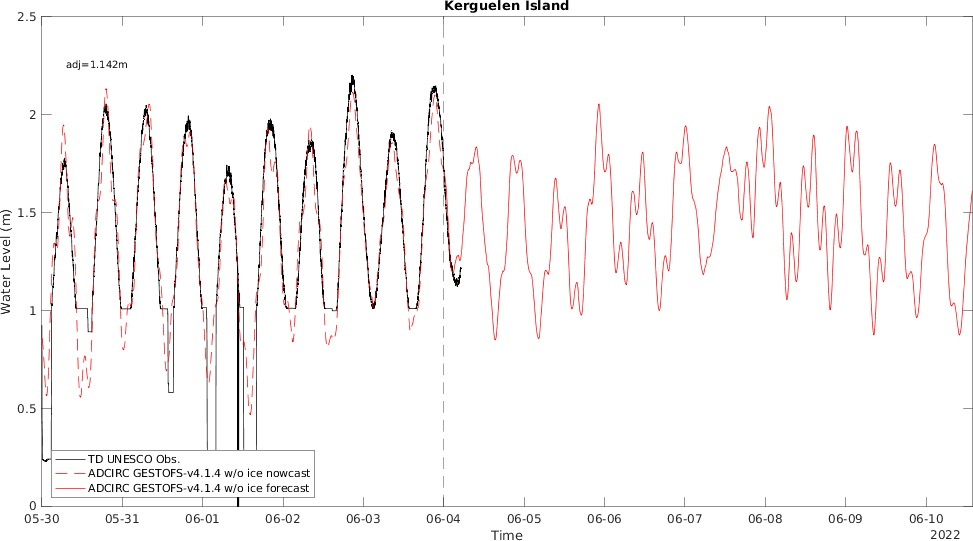 Kerguelen Island
2.5
adj=1.142m
2
1.5
Water Level (m)
1
0.5
TD UNESCO Obs.
ADCIRC GESTOFS-v4.1.4 w/o ice nowcast
ADCIRC GESTOFS-v4.1.4 w/o ice forecast
0
05-30 05-31 06-01 06-02 06-03 06-04 06-05 06-06 06-07 06-08 06-09 06-10
Time 2022